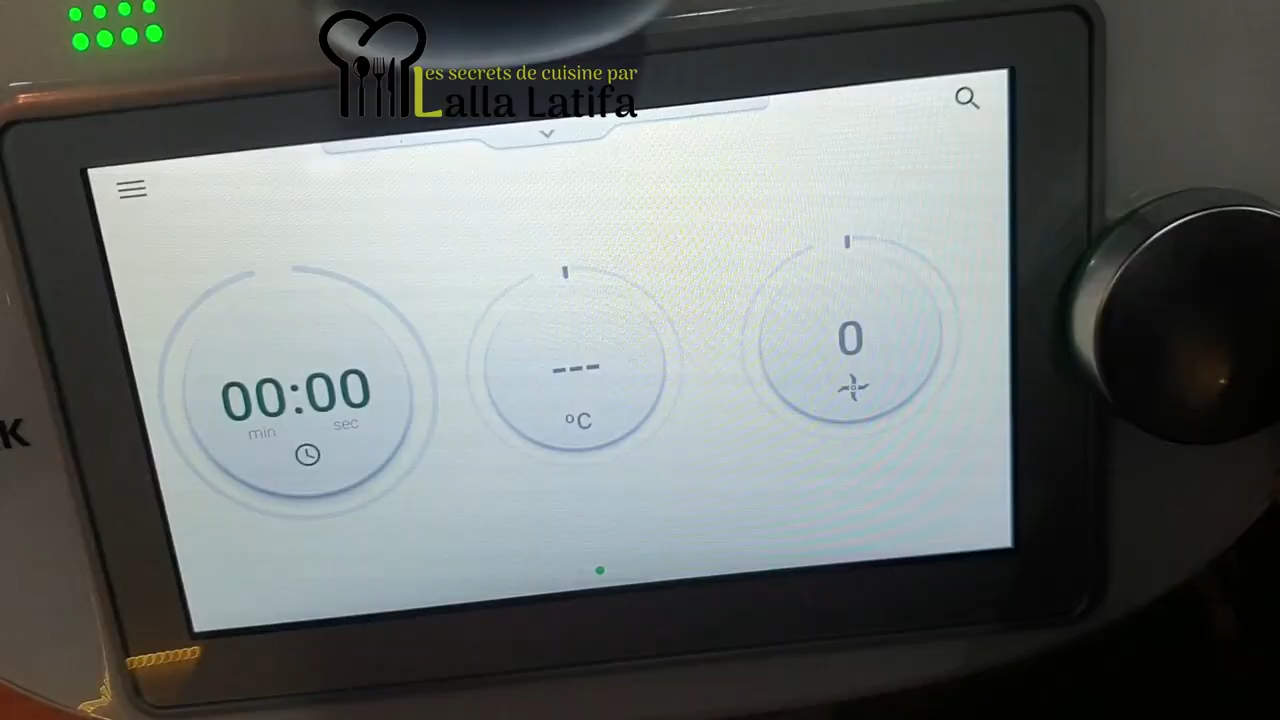 Les secrets de cuisine par
Lalla Latifa
00:00
min
sec
---
ºC
0
K